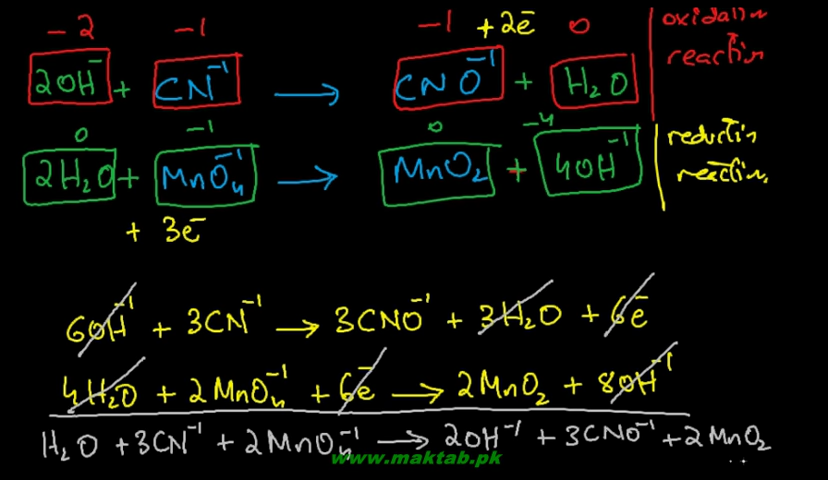 -2 -1 -1 +2e⁻ 0 oxidation
2OH⁻ + CN⁻¹ → CNO⁻¹ + H₂O reaction
0 -1 0 -4 reduction
2H₂O + MnO₄⁻¹ → MnO₂ + 4OH⁻¹ reaction
+ 3e⁻
6OH⁻¹ + 3CN⁻¹ → 3CNO⁻¹ + 3H₂O + 6e⁻
4H₂O + 2MnO₄⁻¹ + 6e⁻ → 2MnO₂ + 8OH⁻¹
H₂O + 3CN⁻¹ + 2MnO₄⁻¹ → 2OH⁻¹ + 3CNO⁻¹ + 2MnO₂
www.maktab.pk